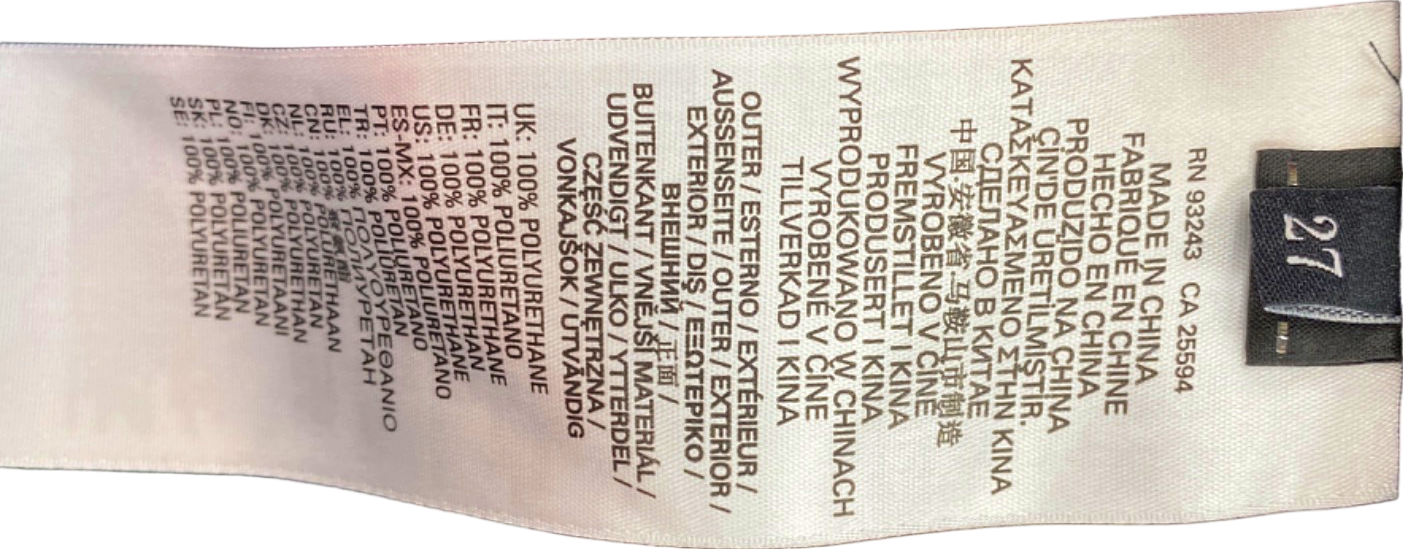 27
RN 93243 CA 25594
MADE IN CHINA
FABRIQUÉ EN CHINE
HECHO EN CHINA
PRODUZIDO NA CHINA
ÇİN'DE ÜRETİLMİŞTİR.
ΚΑΤΑΣΚΕΥΑΣΜΕΝΟ ΣΤΗΝ ΚΙΝΑ
СДЕЛАНО В КИТАЕ
中国 安徽省 马鞍山市制造
VYROBENO V ČÍNĚ
FREMSTILLET I KINA
PRODUSERT I KINA
WYPRODUKOWANO W CHINACH
VYROBENÉ V ČÍNE
TILLVERKAD I KINA
OUTER / ESTERNO / EXTÉRIEUR /
AUSSENSEITE / OUTER / EXTERIOR /
EXTERIOR / DIŞ / ΕΞΩΤΕΡΙΚΟ /
ВНЕШНИЙ / 正面 /
BUITENKANT / VNĚJŠÍ MATERIÁL /
UDVENDIGT / ULKO / YTTERDEL /
CZĘŚĆ ZEWNĘTRZNA /
VONKAJŠOK / UTVÄNDIG
UK: 100% POLYURETHANE
IT: 100% POLIURETANO
FR: 100% POLYURETHANE
DE: 100% POLYURETHANE
US: 100% POLYURETHANE
ES-MX: 100% POLIURETANO
PT: 100% POLIURETANO
TR: 100% POLIÜRETAN
EL: 100% ΠΟΛΥΟΥΡΕΘΑΝΙΟ
RU: 100% ПОЛИУРЕТАН
CN: 100% 聚氨酯
NL: 100% POLYURETHAAN
CZ: 100% POLYURETAN
DK: 100% POLYURETHAN
FI: 100% POLYURETAANI
NO: 100% POLYURETAN
PL: 100% POLIURETAN
SK: 100% POLYURETÁN
SE: 100% POLYURETAN